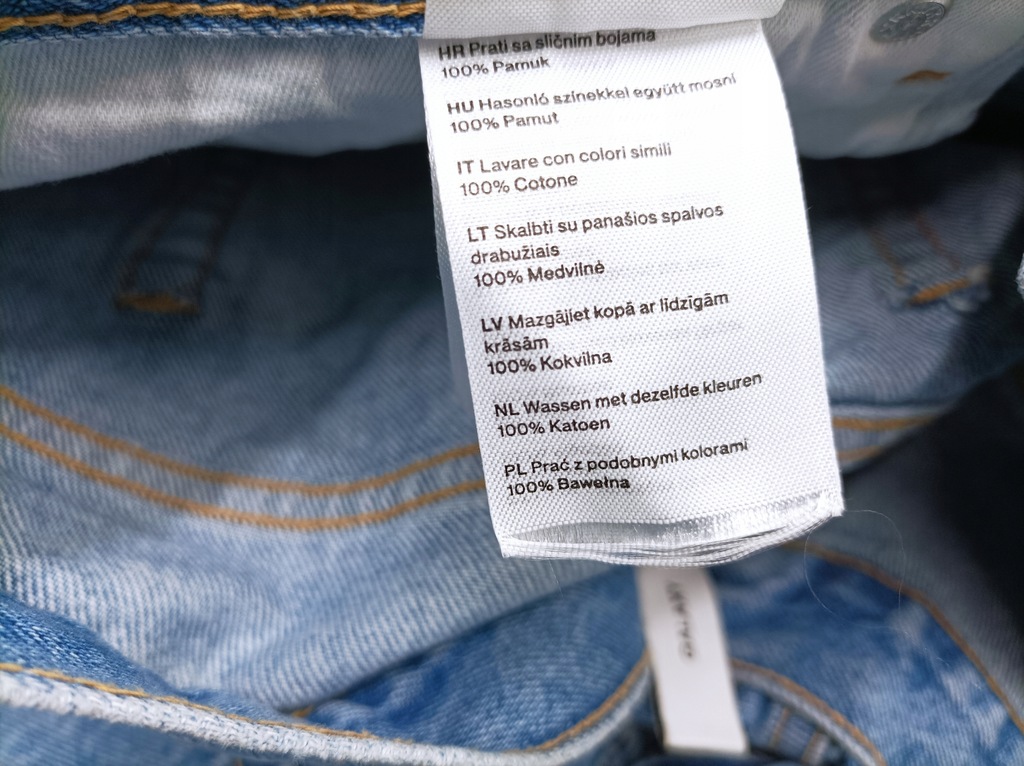 HR Prati sa sličnim bojama
100% Pamuk
HU Hasonló színekkel együtt mosni
100% Pamut
IT Lavare con colori simili
100% Cotone
LT Skalbti su panašios spalvos
drabužiais
100% Medvilnė
LV Mazgājiet kopā ar līdzīgām
krāsām
100% Kokvilna
NL Wassen met dezelfde kleuren
100% Katoen
PL Prać z podobnymi kolorami
100% Bawełna